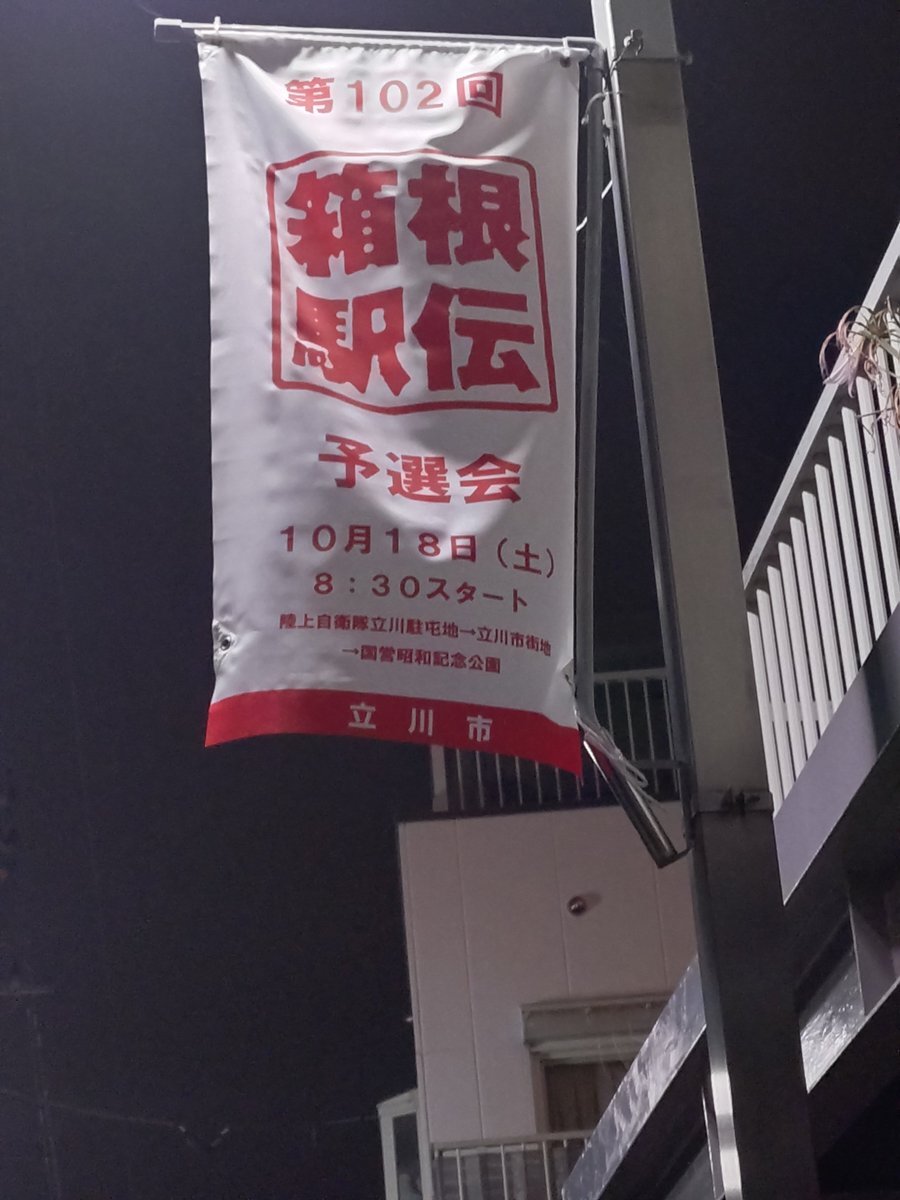 第102回
箱根
駅伝
予選会
10月18日（土）
8：30スタート
陸上自衛隊立川駐屯地→立川市街地
→国営昭和記念公園
立川市